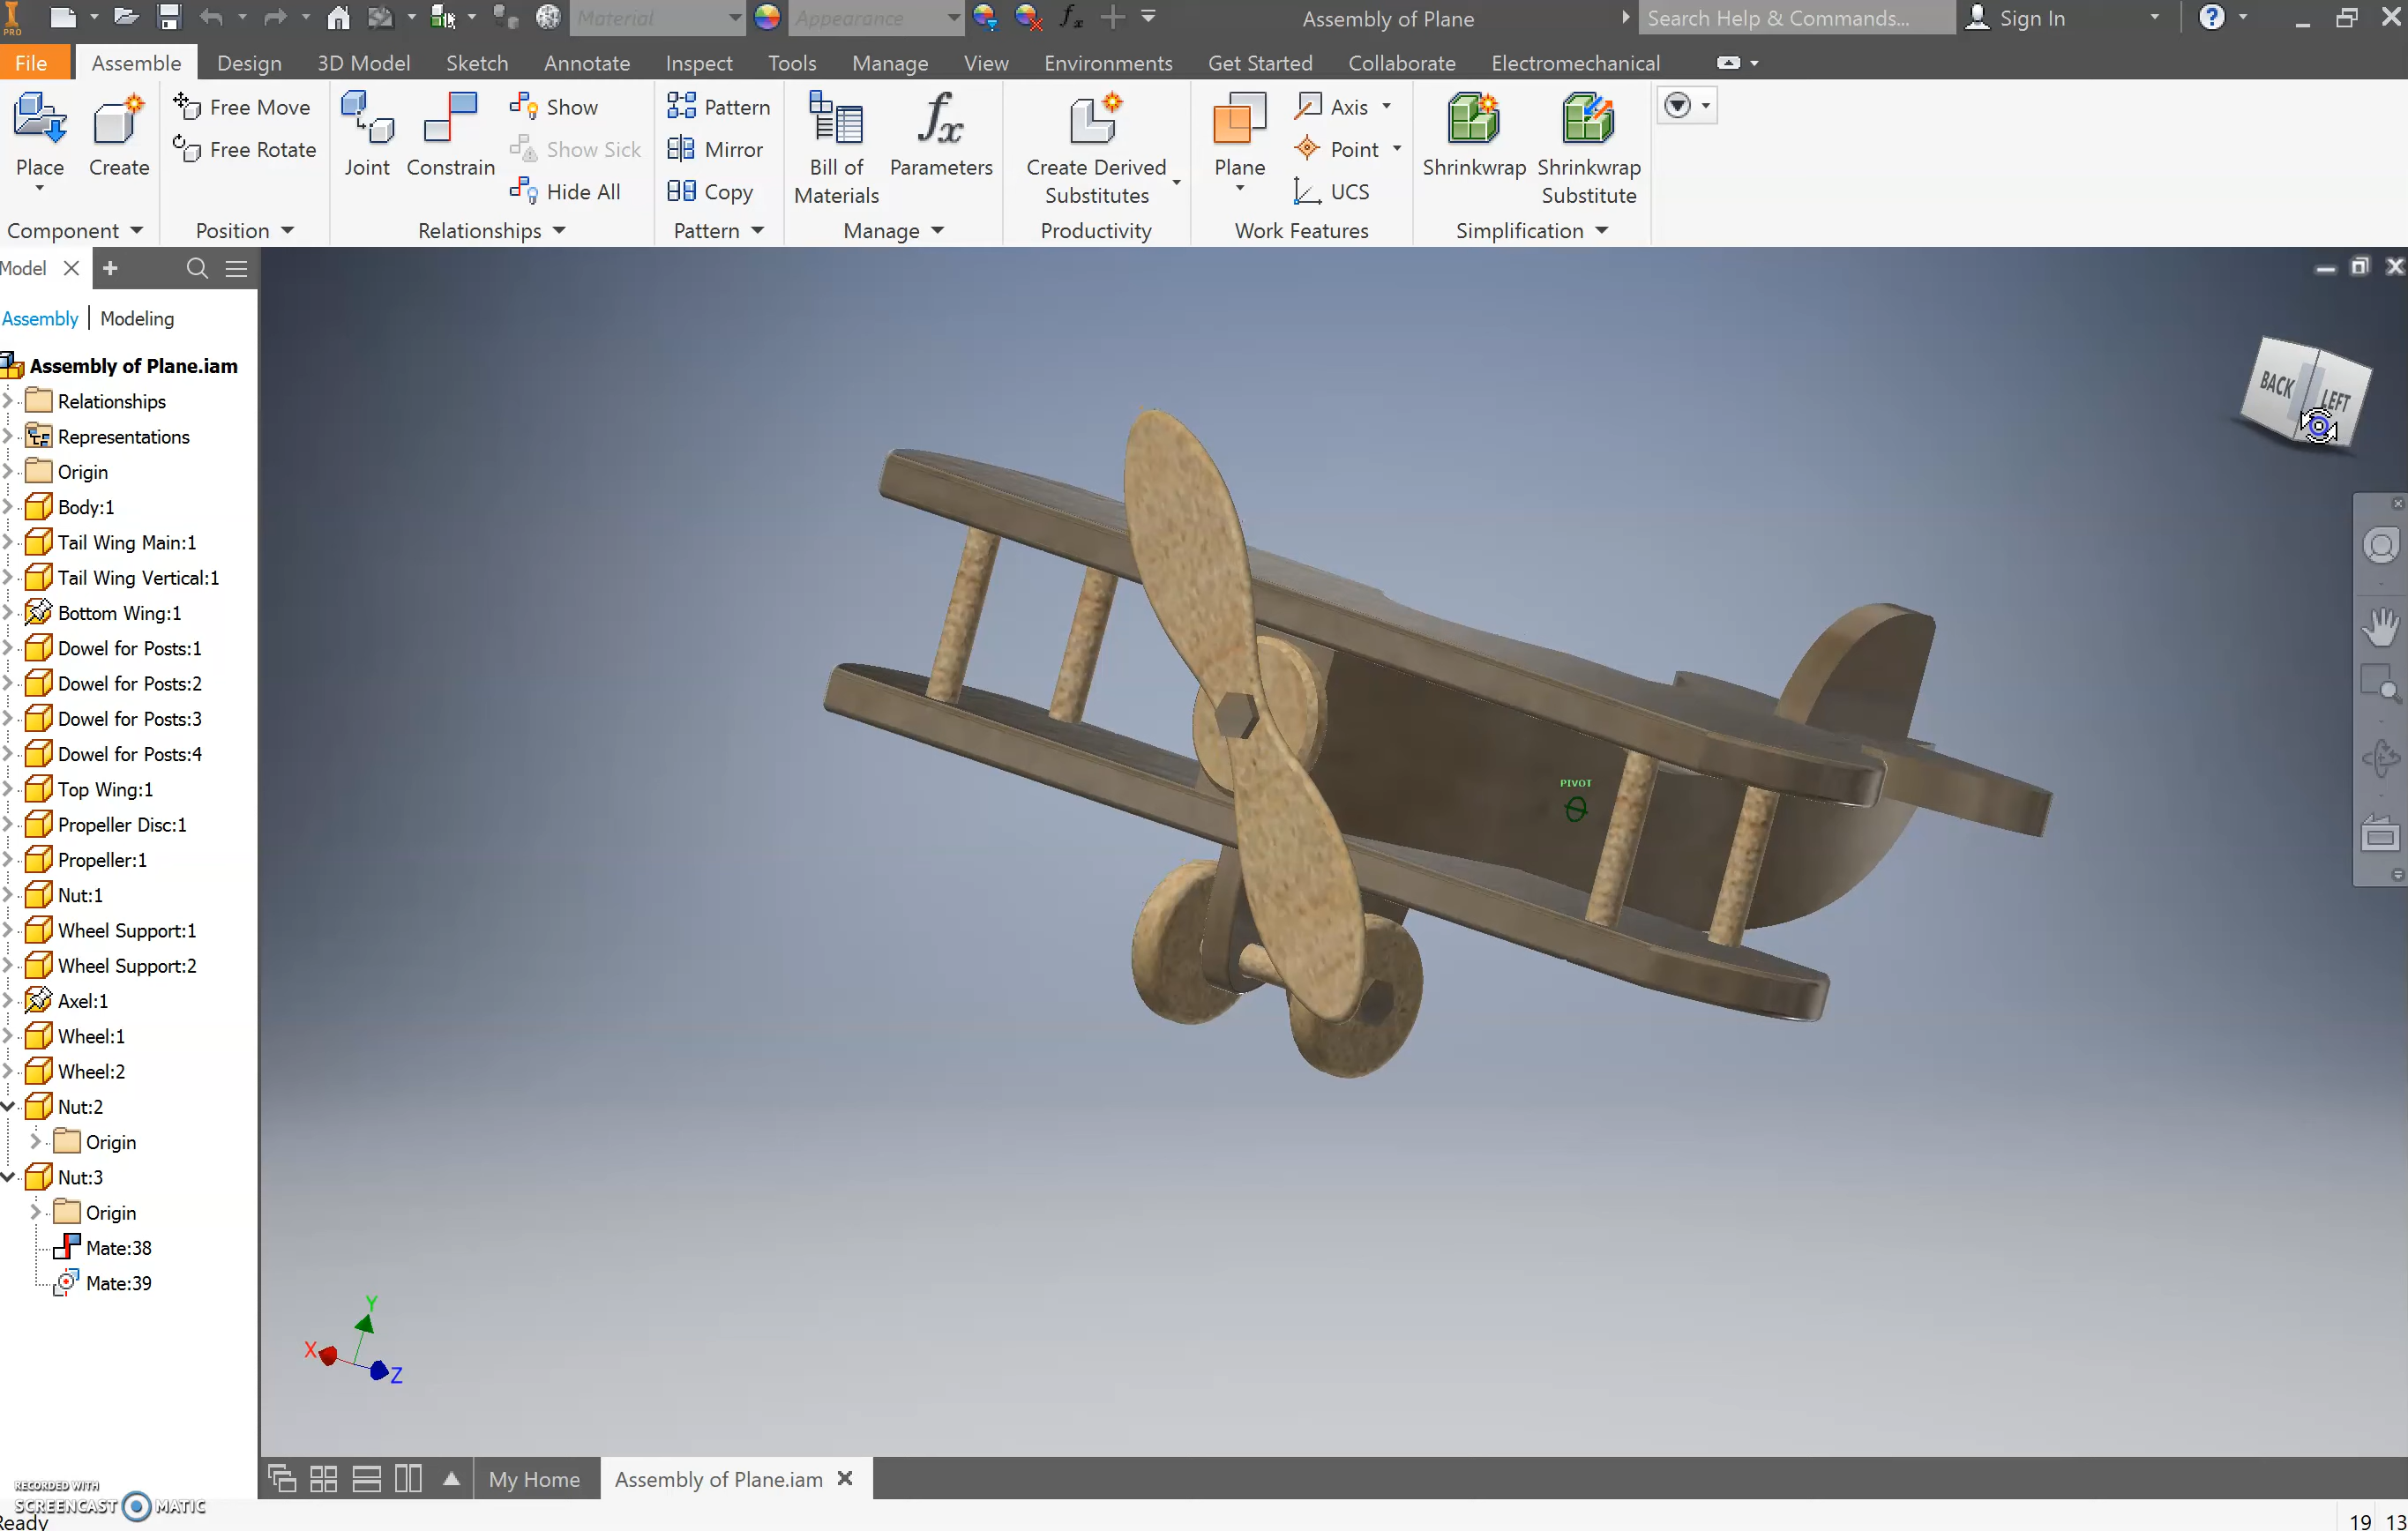 PRO
Material
Appearance
fx
Assembly of Plane
Search Help & Commands...
Sign In
?
File
Assemble
Design
3D Model
Sketch
Annotate
Inspect
Tools
Manage
View
Environments
Get Started
Collaborate
Electromechanical
Place
Create
Free Move
Free Rotate
Joint
Constrain
Show
Show Sick
Hide All
Pattern
Mirror
Copy
Bill of
Materials
fx
Parameters
Create Derived
Substitutes
Plane
Axis
Point
UCS
Shrinkwrap
Shrinkwrap
Substitute
Component
Position
Relationships
Pattern
Manage
Productivity
Work Features
Simplification
Model
Assembly | Modeling
Assembly of Plane.iam
Relationships
Representations
Origin
Body:1
Tail Wing Main:1
Tail Wing Vertical:1
Bottom Wing:1
Dowel for Posts:1
Dowel for Posts:2
Dowel for Posts:3
Dowel for Posts:4
Top Wing:1
Propeller Disc:1
Propeller:1
Nut:1
Wheel Support:1
Wheel Support:2
Axel:1
Wheel:1
Wheel:2
Nut:2
Origin
Nut:3
Origin
Mate:38
Mate:39
BACK
LEFT
PIVOT
Y
X
Z
My Home
Assembly of Plane.iam
RECORDED WITH
SCREENCAST MATIC
Ready
19 13